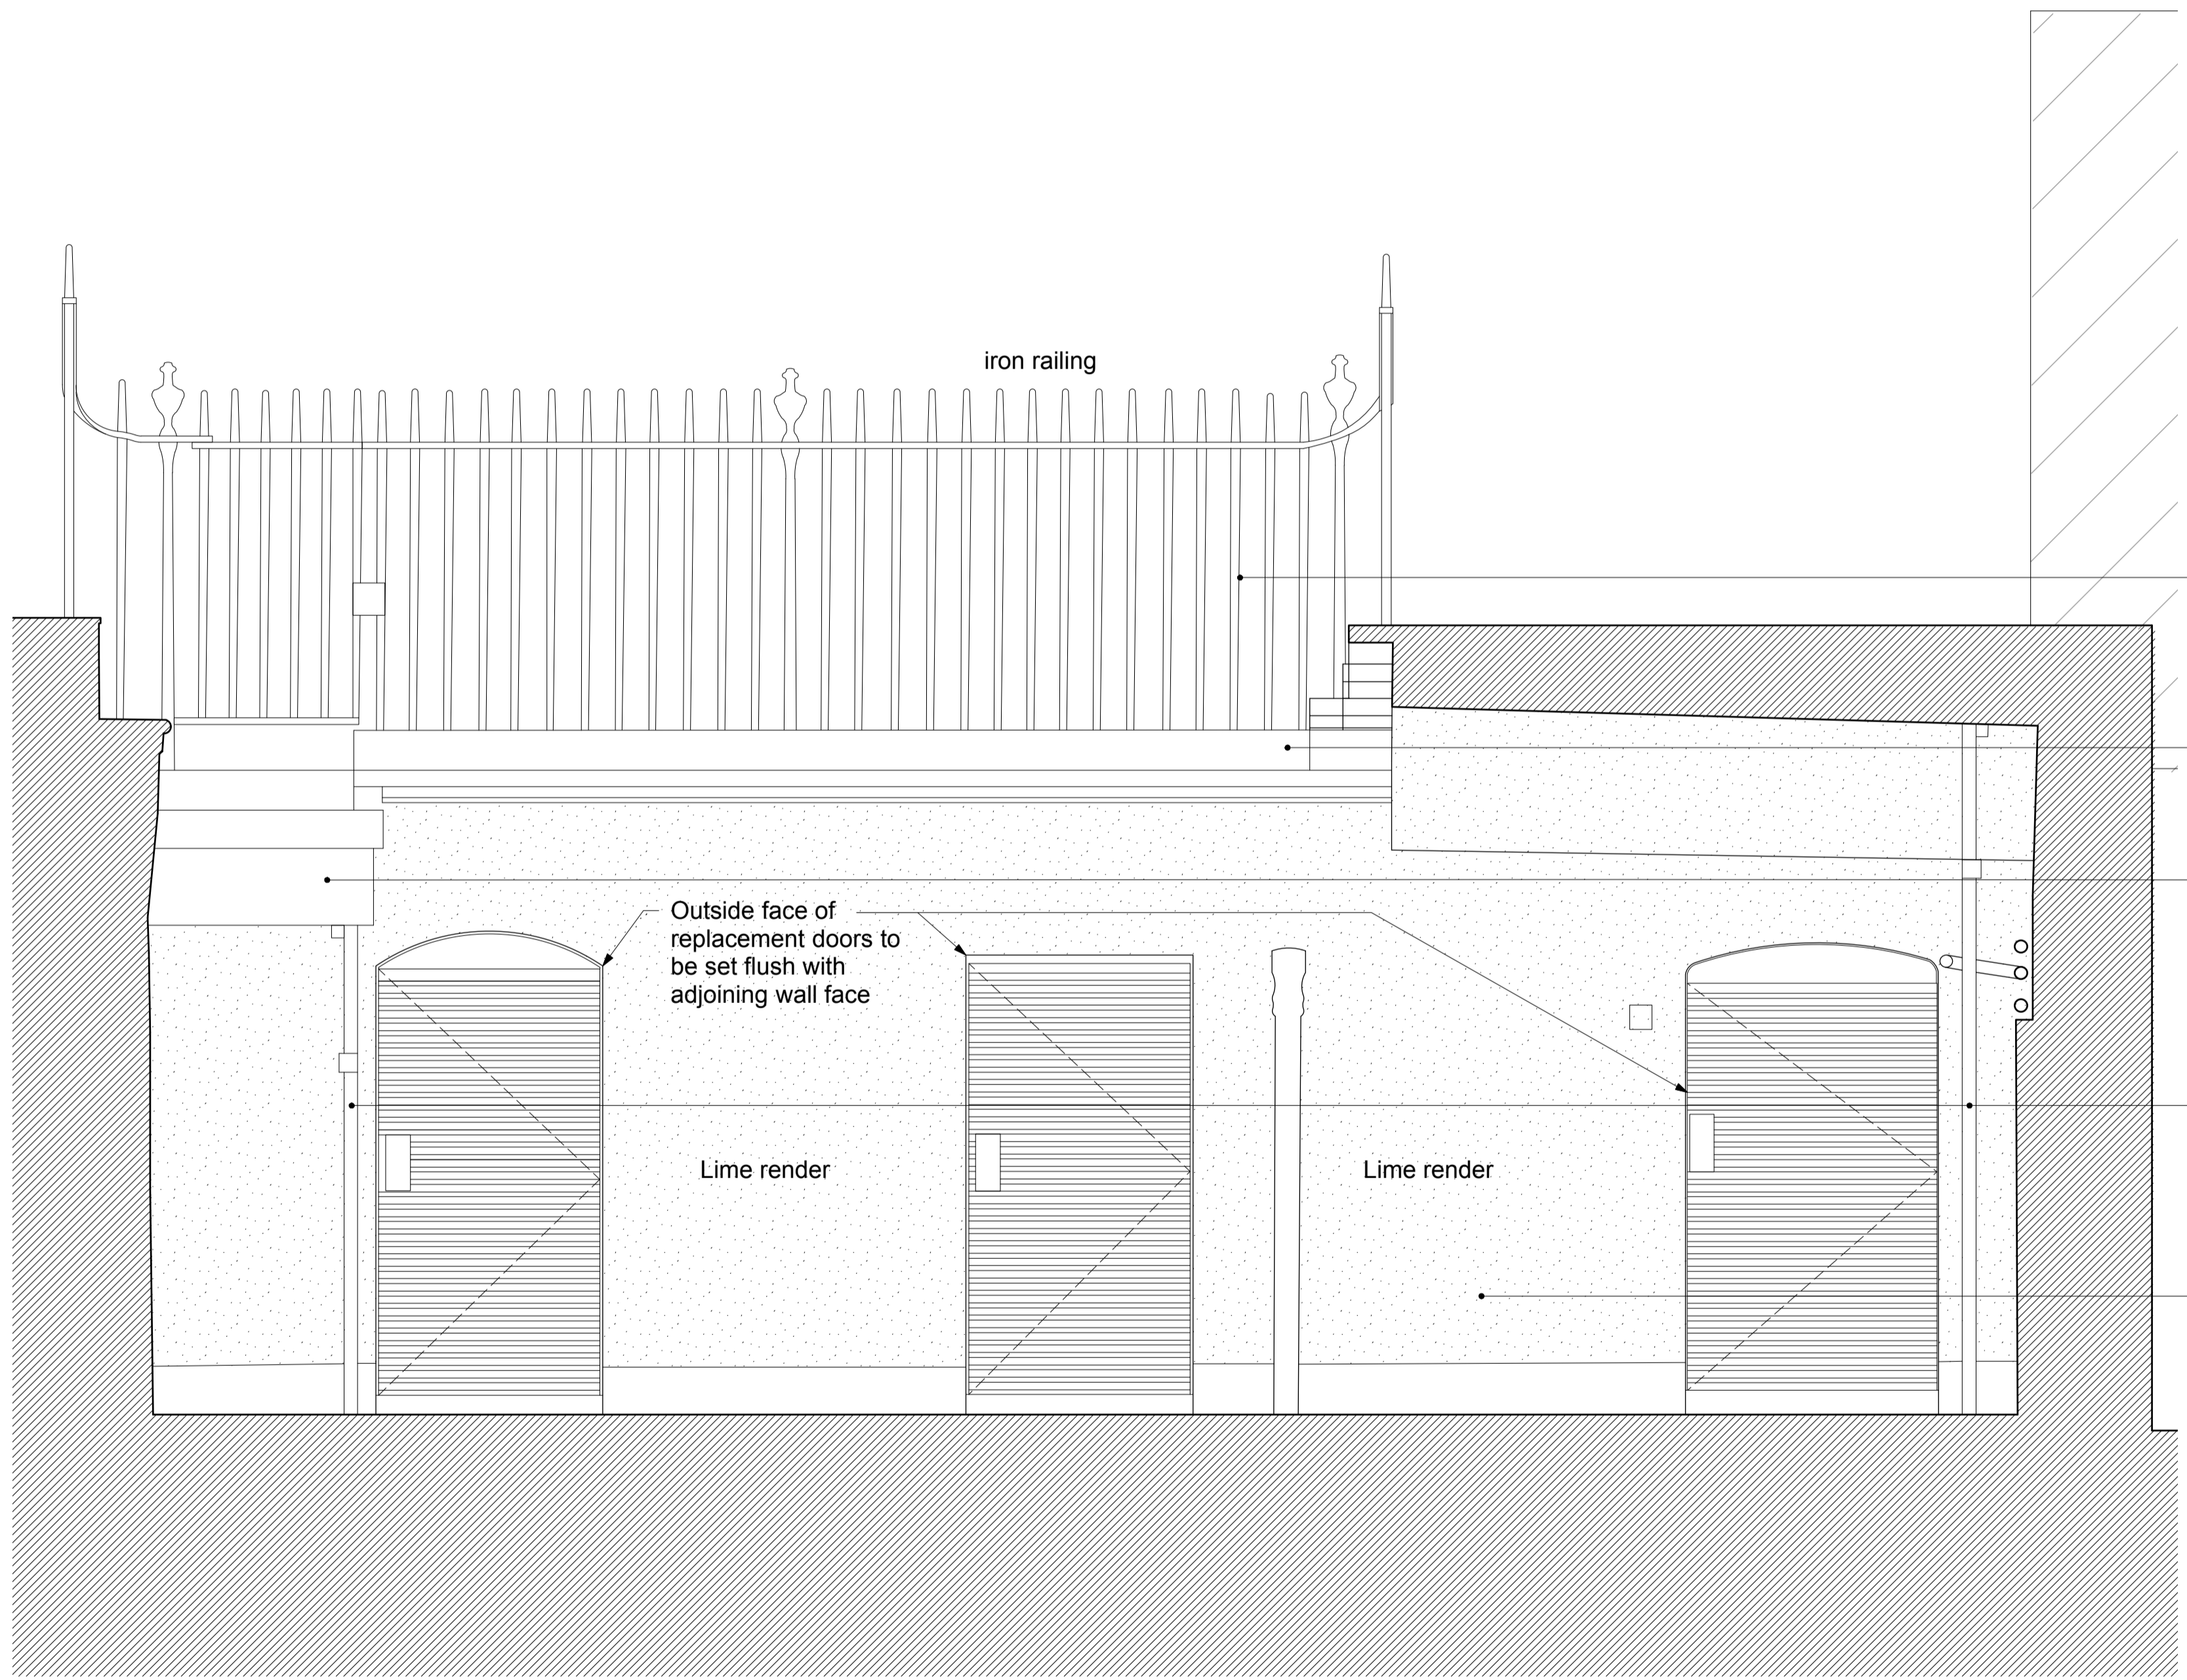 iron railing
Outside face of
replacement doors to
be set flush with
adjoining wall face
Lime render
Lime render